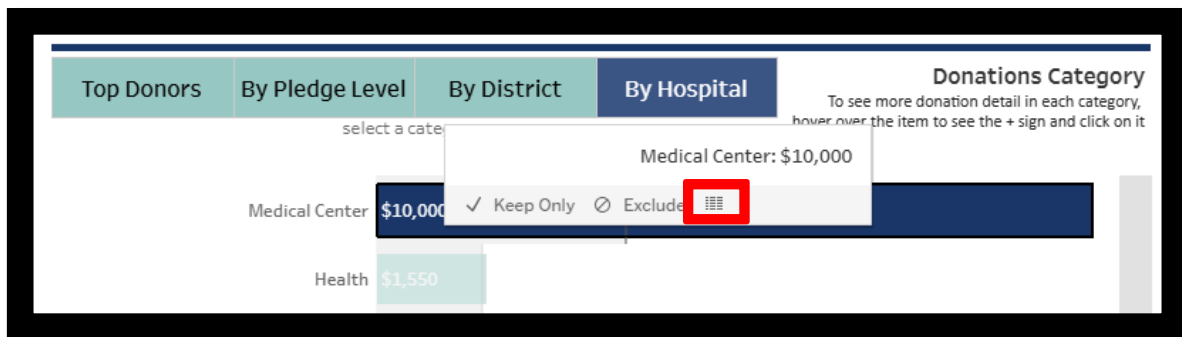 Top Donors
By Pledge Level
By District
By Hospital
Donations Category
To see more donation detail in each category,
hover over the item to see the + sign and click on it
select a cate
Medical Center: $10,000
Keep Only
Exclude
Medical Center
$10,000
Health
$1,550